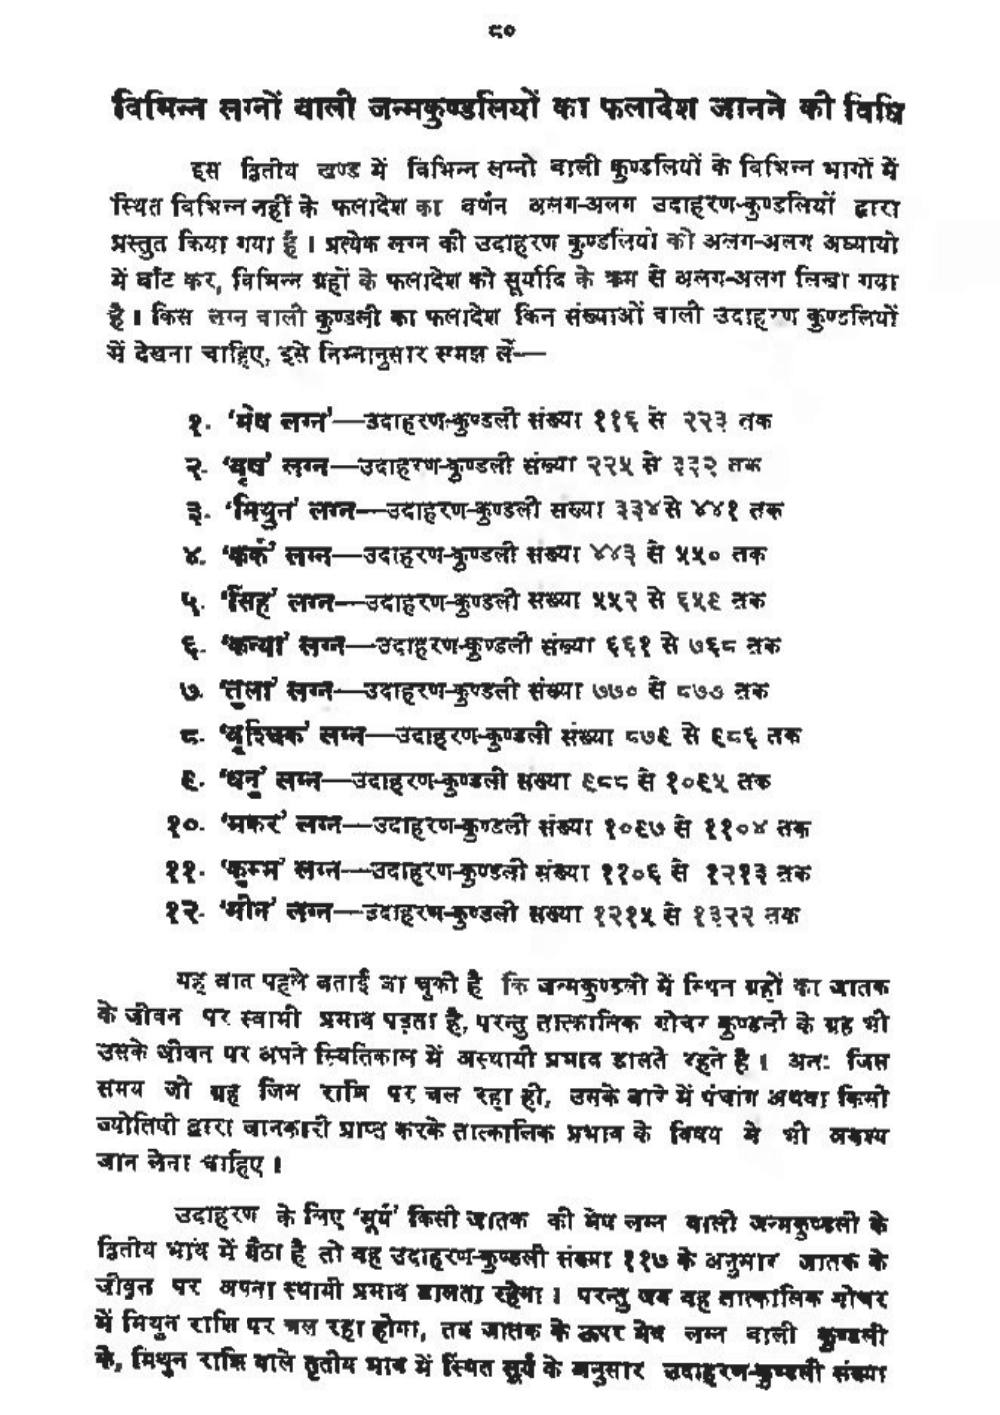 ८०
विभिन्न लग्नों वाली जन्मकुण्डलियों का फलादेश जानने की विधि
इस द्वितीय खण्ड में विभिन्न लग्नों वाली कुण्डलियों के विभिन्न भागों में
स्थित विभिन्न नहीं के फलादेश का वर्णन अलग-अलग उदाहरण-कुण्डलियों द्वारा
प्रस्तुत किया गया है । प्रत्येक लग्न की उदाहरण कुण्डलियों को अलग-अलग अध्यायों
में बाँट कर, विभिन्न ग्रहों के फलादेश को सूर्यादि के क्रम से अलग-अलग लिखा गया
है । किस लग्न वाली कुण्डली का फलादेश किन संख्याओं वाली उदाहरण कुण्डलियों
में देखना चाहिए, इसे निम्नानुसार समझ लें—
१. 'मेष लग्न'—उदाहरण-कुण्डली संख्या ११६ से २२३ तक
२. 'वृष' लग्न—उदाहरण-कुण्डली संख्या २२५ से ३३२ तक
३. 'मिथुन' लग्न—उदाहरण-कुण्डली संख्या ३३४ से ४४१ तक
४. 'कर्क' लग्न—उदाहरण-कुण्डली संख्या ४४३ से ५५० तक
५. 'सिंह' लग्न—उदाहरण-कुण्डली संख्या ५५२ से ६५९ तक
६. 'कन्या' लग्न—उदाहरण-कुण्डली संख्या ६६१ से ७६८ तक
७. 'तुला' लग्न—उदाहरण-कुण्डली संख्या ७७० से ८७७ तक
८. 'वृश्चिक' लग्न—उदाहरण-कुण्डली संख्या ८७९ से ९८६ तक
९. 'धनु' लग्न—उदाहरण-कुण्डली संख्या ९८८ से १०९५ तक
१०. 'मकर' लग्न—उदाहरण-कुण्डली संख्या १०९७ से ११०४ तक
११. 'कुम्भ' लग्न—उदाहरण-कुण्डली संख्या ११०६ से १२१३ तक
१२. 'मीन' लग्न—उदाहरण-कुण्डली संख्या १२१५ से १३२२ तक
यह बात पहले बताई जा चुकी है कि जन्मकुण्डली में स्थित ग्रहों का जातक
के जीवन पर स्थायी प्रभाव पड़ता है, परन्तु तात्कालिक गोचर कुण्डली के ग्रह भी
उसके जीवन पर अपने स्थितिकाल में अस्थायी प्रभाव डालते रहते है । अतः जिस
समय जो ग्रह जिस राशि पर चल रहा हो, उसके बारे में पंचांग अथवा किसी
ज्योतिषी द्वारा जानकारी प्राप्त करके तात्कालिक प्रभाव के विषय मे भी अवश्य
जान लेना चाहिए ।
उदाहरण के लिए 'सूर्य' किसी जातक की मेष लग्न वाली जन्मकुण्डली के
द्वितीय भाव में बैठा है तो वह उदाहरण-कुण्डली संख्या ११७ के अनुसार जातक के
जीवन पर अपना स्थायी प्रभाव डालता रहेगा । परन्तु जब वह तात्कालिक गोचर
में मिथुन राशि पर चल रहा होगा, तब जातक के ऊपर मेष लग्न वाली कुण्डली
के, मिथुन राशि वाले तृतीय भाव में स्थित सूर्य के अनुसार उदाहरण-कुण्डली संख्या